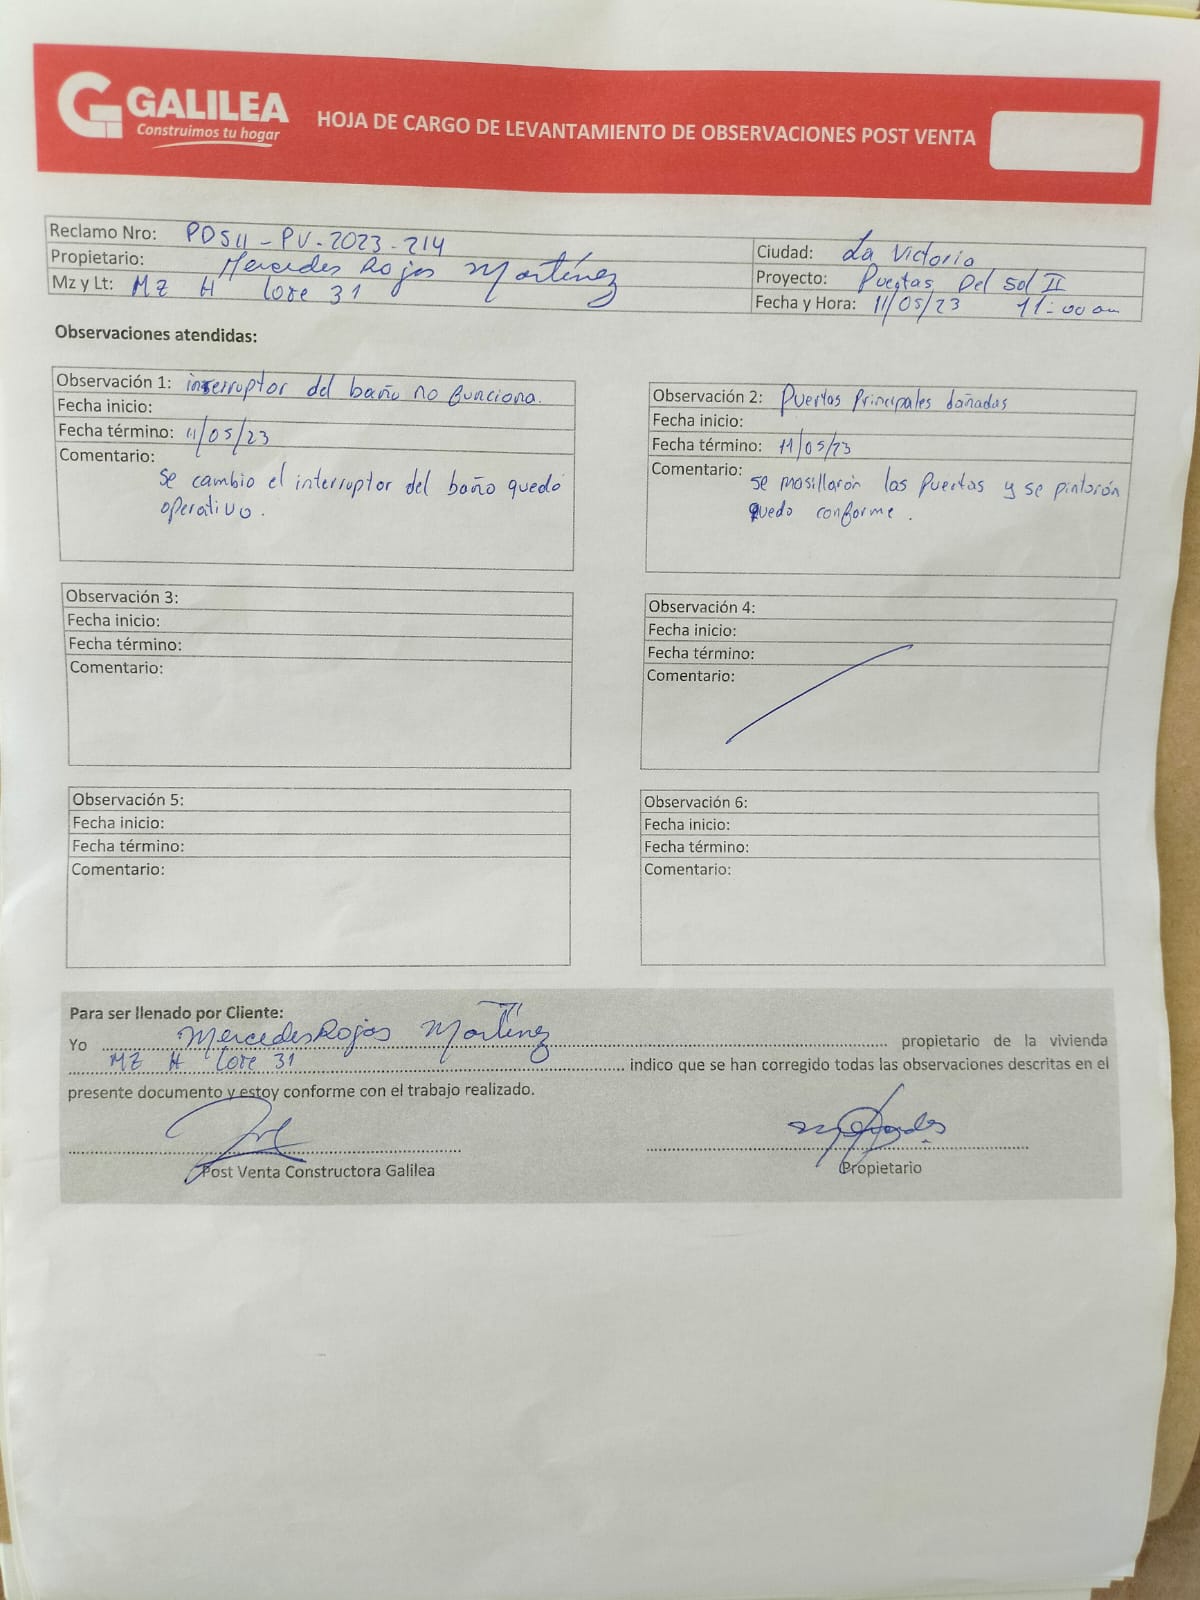 GALILEA
Construimos tu hogar
HOJA DE CARGO DE LEVANTAMIENTO DE OBSERVACIONES POST VENTA
Reclamo Nro: PDS11-PV-2023-214
Propietario: Mercedes Rojas Martínez
Mz y Lt: MZ H Lote 31
Ciudad: La Victoria
Proyecto: Puertas Del Sol II
Fecha y Hora: 11/05/23 11:00 am
Observaciones atendidas:
Observación 1: interruptor del baño no funciona.
Fecha inicio:
Fecha término: 11/05/23
Comentario:
se cambio el interruptor del baño quedó
operativo.
Observación 2: Puertas Principales dañadas
Fecha inicio:
Fecha término: 11/05/23
Comentario: se masillarón las puertas y se pintarón
quedo conforme.
Observación 3:
Fecha inicio:
Fecha término:
Comentario:
Observación 4:
Fecha inicio:
Fecha término:
Comentario:
Observación 5:
Fecha inicio:
Fecha término:
Comentario:
Observación 6:
Fecha inicio:
Fecha término:
Comentario:
Para ser llenado por Cliente:
Yo Mercedes Rojas Martínez propietario de la vivienda
MZ H Lote 31 indico que se han corregido todas las observaciones descritas en el
presente documento y estoy conforme con el trabajo realizado.
Post Venta Constructora Galilea
Propietario